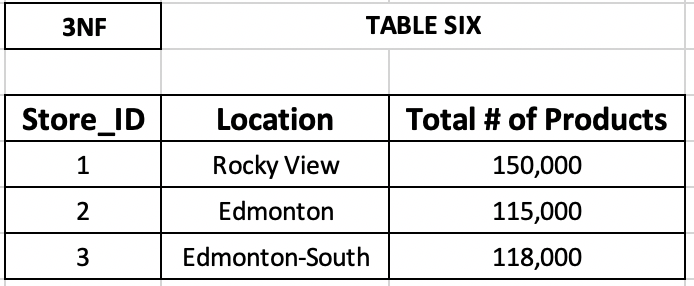 3NF TABLE SIX
Store_ID Location Total # of Products
1 Rocky View 150,000
2 Edmonton 115,000
3 Edmonton-South 118,000